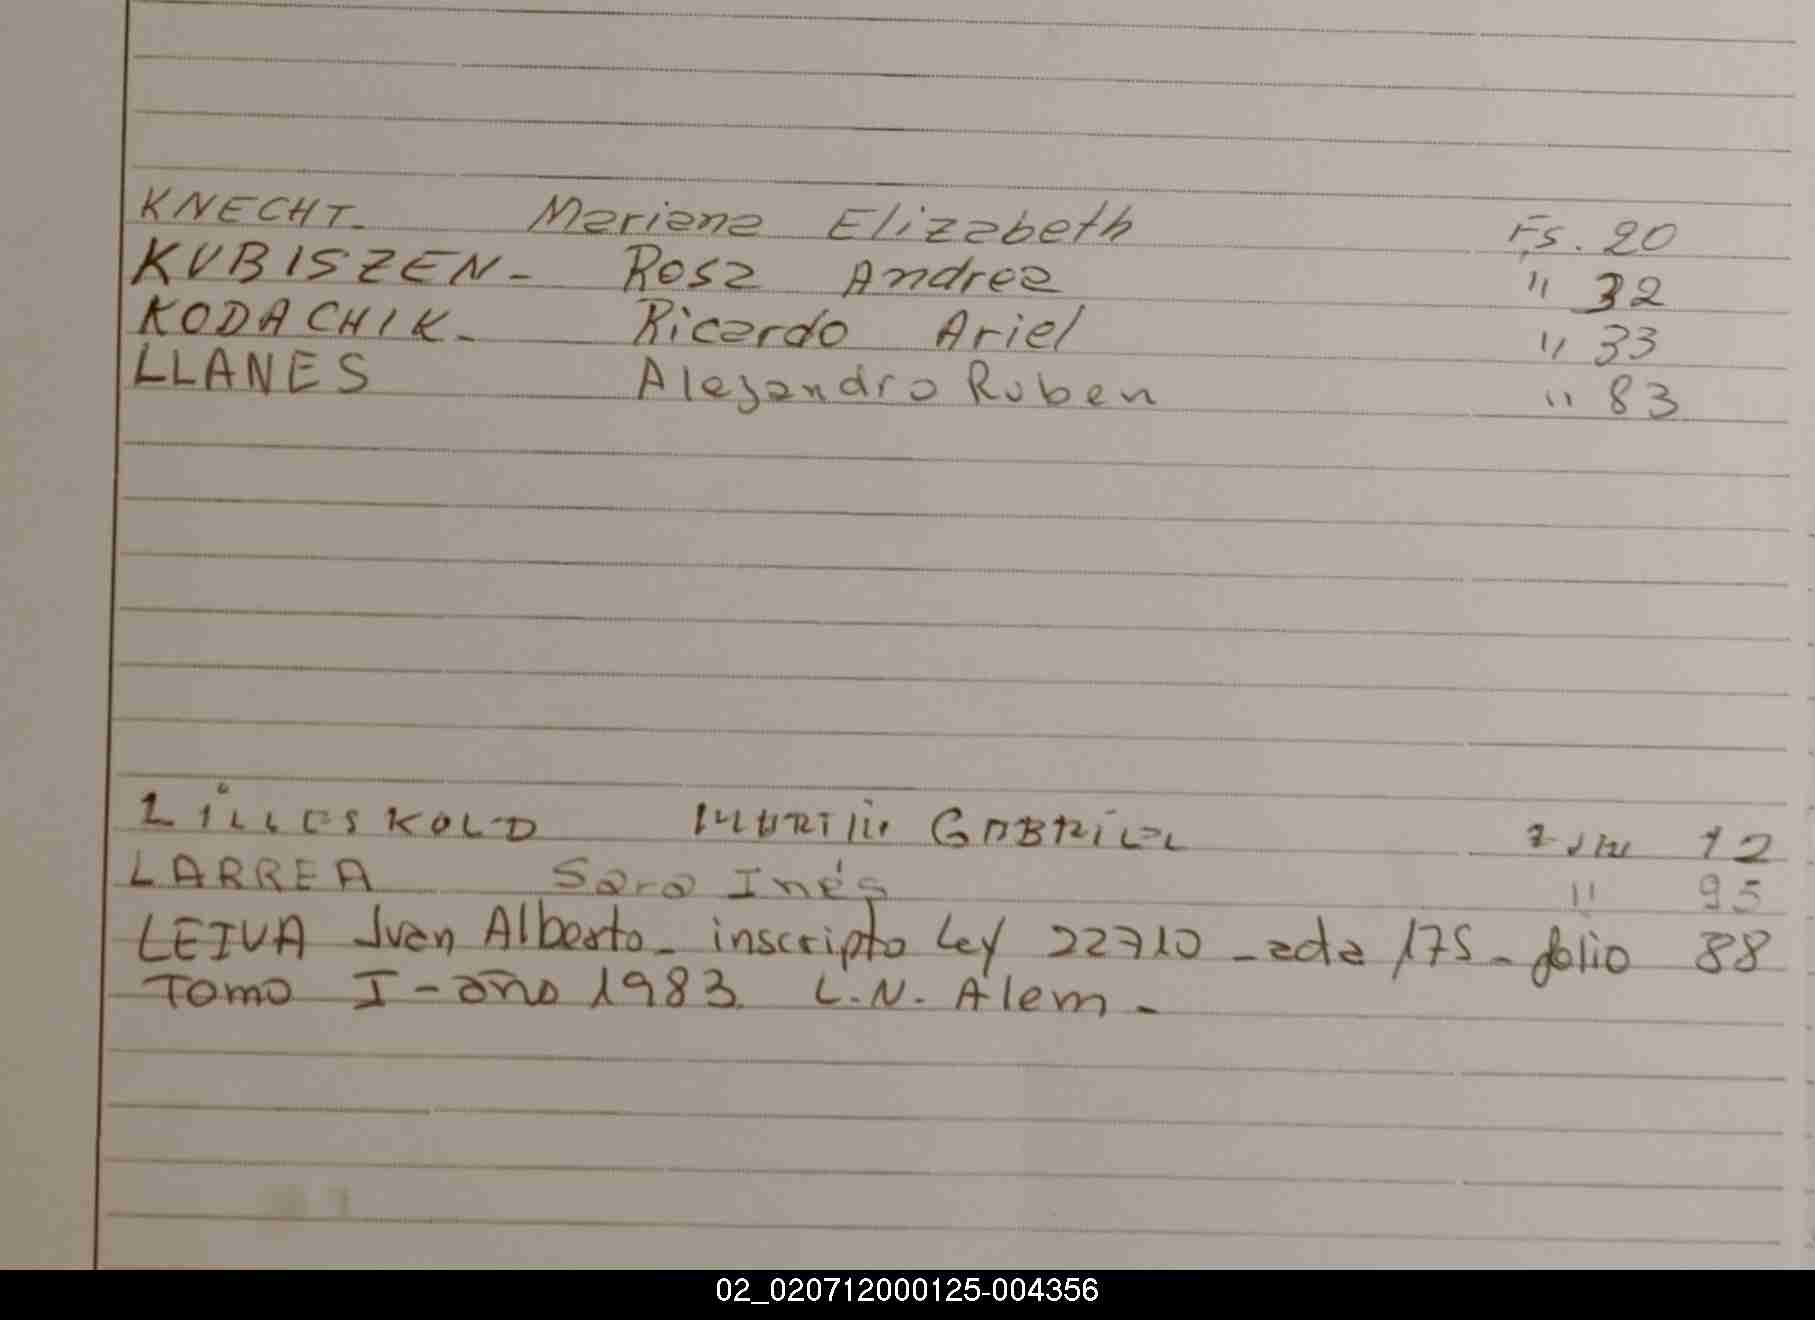 KNECHT- Mariana Elizabeth Fs. 20
KUBISZEN- Rosa Andrea " 32
KODACHIK- Ricardo Ariel " 33
LLANES Alejandro Ruben " 83
LILLESKOLD GABRIEL 12
LARREA Sara Inés " 95
LEIVA Juan Alberto- inscripto Ley 22710 - acta 175- folio 88
Tomo I- año 1983. L.N. Alem -
02_020712000125-004356